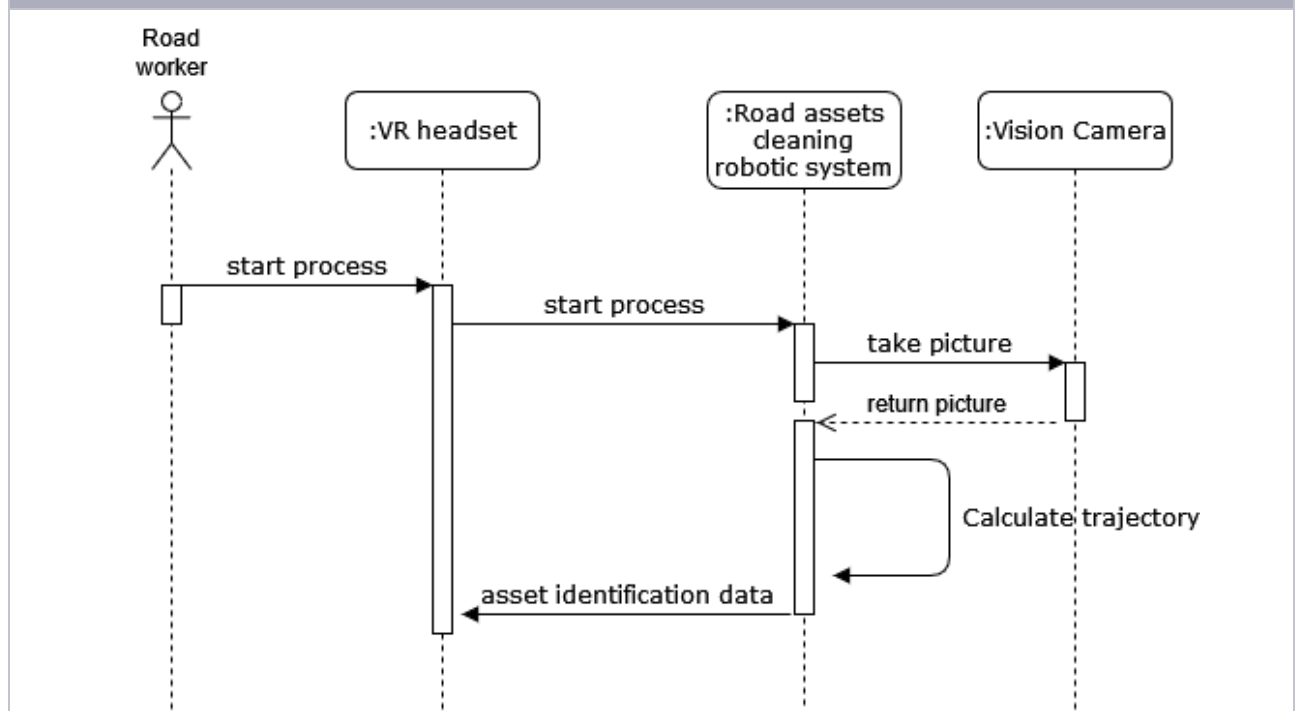 Road
worker
:VR headset
:Road assets
cleaning
robotic system
:Vision Camera
start process
start process
take picture
return picture
Calculate trajectory
asset identification data